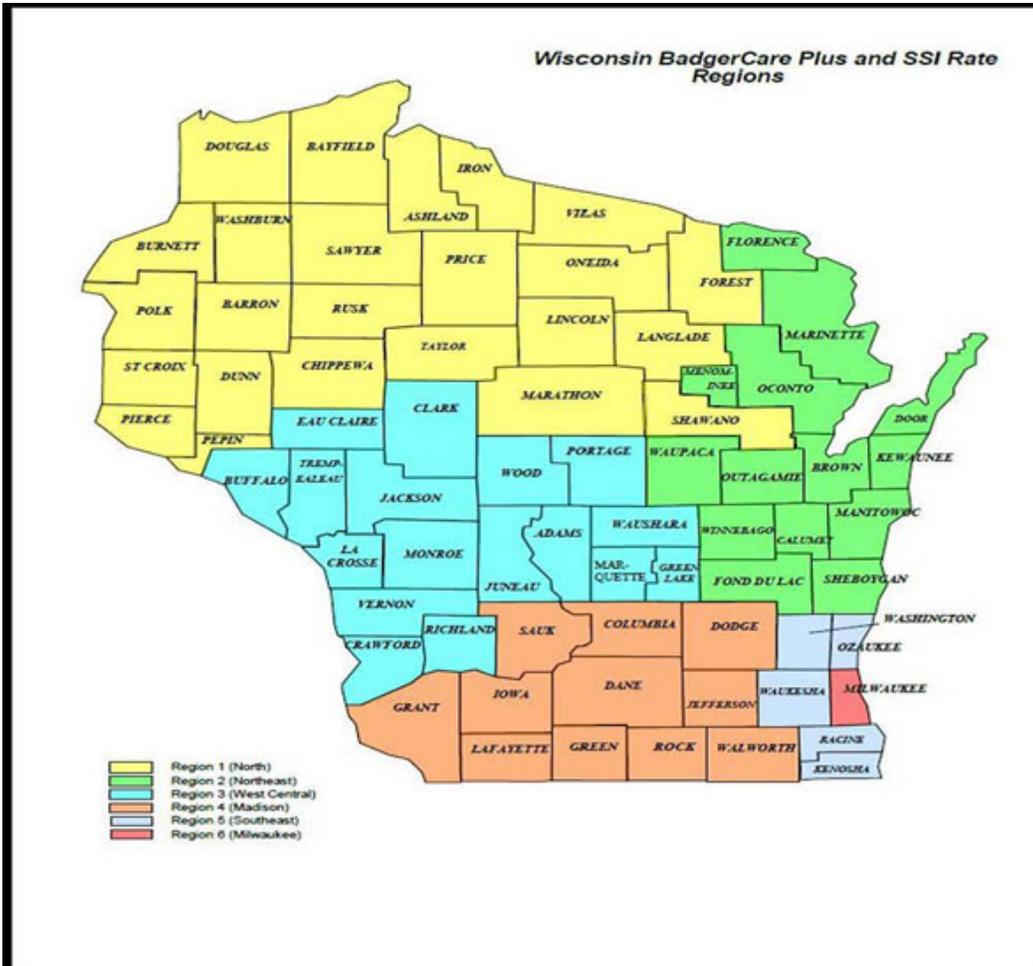 Wisconsin BadgerCare Plus and SSI Rate
Regions
DOUGLAS
BAYFIELD
IRON
ASHLAND
VILAS
WASHBURN
BURNETT
SAWYER
PRICE
ONEIDA
FLORENCE
FOREST
POLK
BARRON
RUSK
LINCOLN
MARINETTE
LANGLADE
TAYLOR
ST CROIX
DUNN
CHIPPEWA
MENOM-
INEE
OCONTO
MARATHON
CLARK
PIERCE
EAU CLAIRE
SHAWANO
DOOR
PEPIN
WOOD
PORTAGE
WAUPACA
OUTAGAMIE
BROWN
KEWAUNEE
BUFFALO
TREMP-
EALEAU
JACKSON
MANITOWOC
ADAMS
WAUSHARA
WINNEBAGO
CALUMET
LA
CROSSE
MONROE
JUNEAU
MAR-
QUETTE
GREEN
LAKE
FOND DU LAC
SHEBOYGAN
VERNON
RICHLAND
SAUK
COLUMBIA
DODGE
WASHINGTON
CRAWFORD
OZAUKEE
GRANT
IOWA
DANE
JEFFERSON
WAUKESHA
MILWAUKEE
LAFAYETTE
GREEN
ROCK
WALWORTH
RACINE
KENOSHA
Region 1 (North)
Region 2 (Northeast)
Region 3 (West Central)
Region 4 (Madison)
Region 5 (Southeast)
Region 6 (Milwaukee)